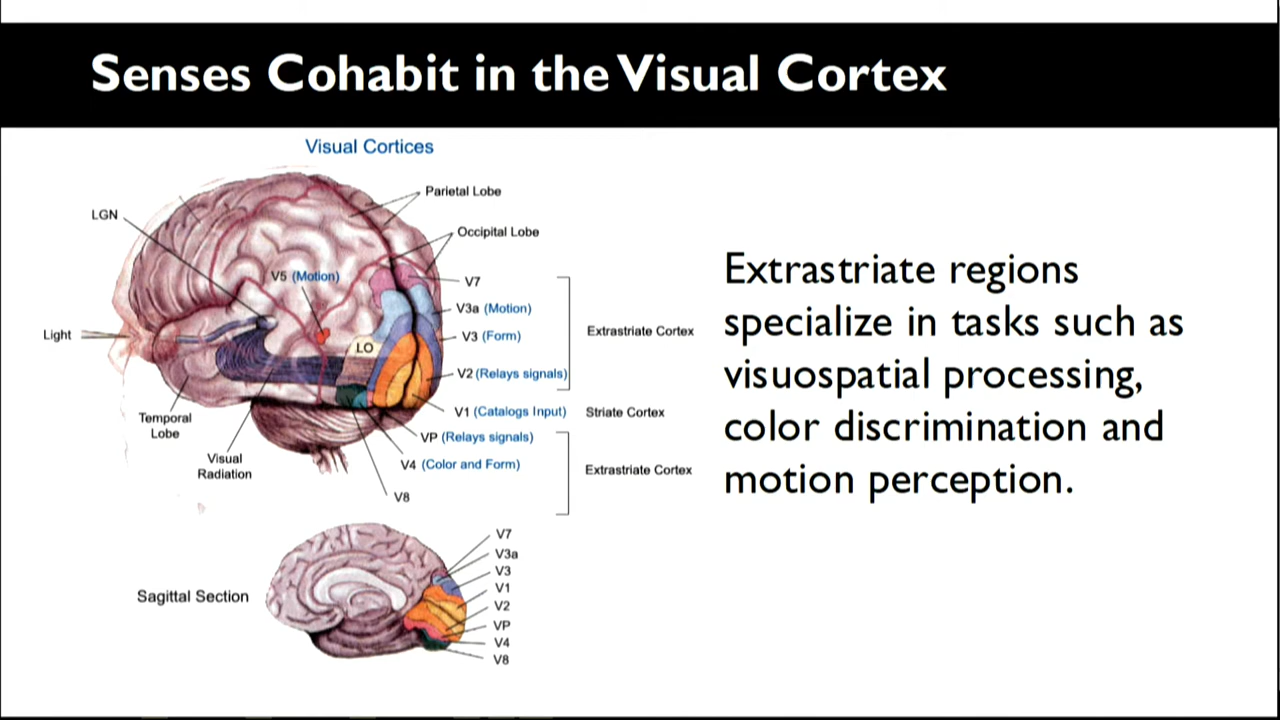 Senses Cohabit in the Visual Cortex
Visual Cortices
Parietal Lobe
LGN
Occipital Lobe
V5 (Motion)
V7
V3a (Motion)
Light
Extrastriate Cortex
V3 (Form)
LO
V2 (Relays signals)
V1 (Catalogs Input)
Striate Cortex
Temporal
Lobe
VP (Relays signals)
Visual
Radiation
V4 (Color and Form)
Extrastriate Cortex
V8
Extrastriate regions
specialize in tasks such as
visuospatial processing,
color discrimination and
motion perception.
Sagittal Section
V7
V3a
V3
V1
V2
VP
V4
V8